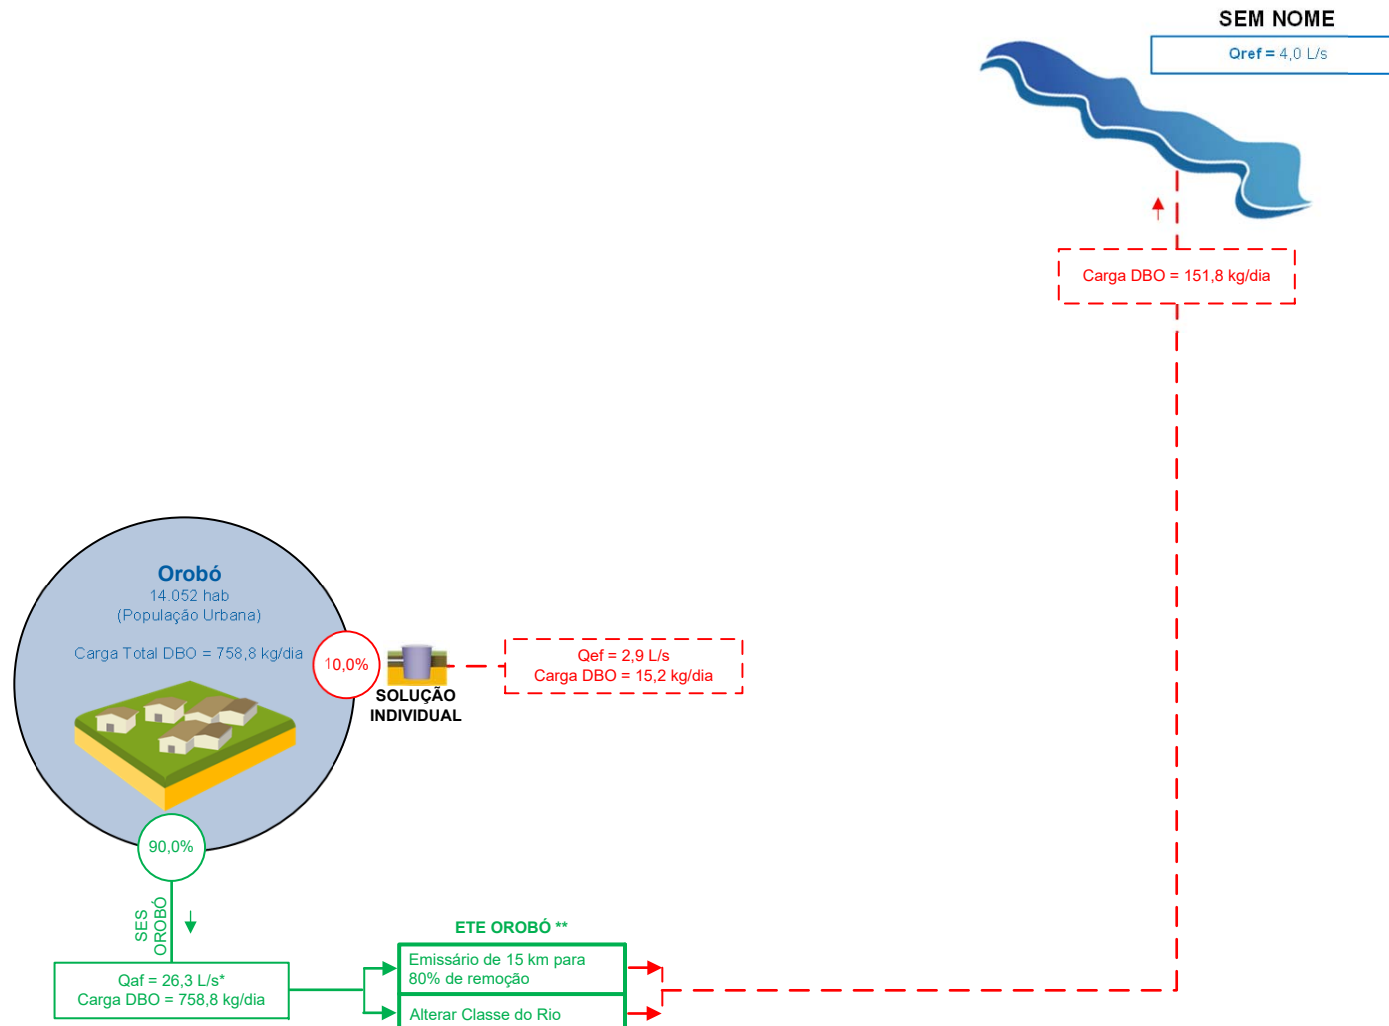 SEM NOME
Qref = 4,0 L/s
Carga DBO = 151,8 kg/dia
Orobó
14.052 hab
(População Urbana)
Carga Total DBO = 758,8 kg/dia
10,0%
SOLUÇÃO
INDIVIDUAL
Qef = 2,9 L/s
Carga DBO = 15,2 kg/dia
90,0%
SES
OROBÓ
Qaf = 26,3 L/s*
Carga DBO = 758,8 kg/dia
ETE OROBÓ **
Emissário de 15 km para
80% de remoção
Alterar Classe do Rio